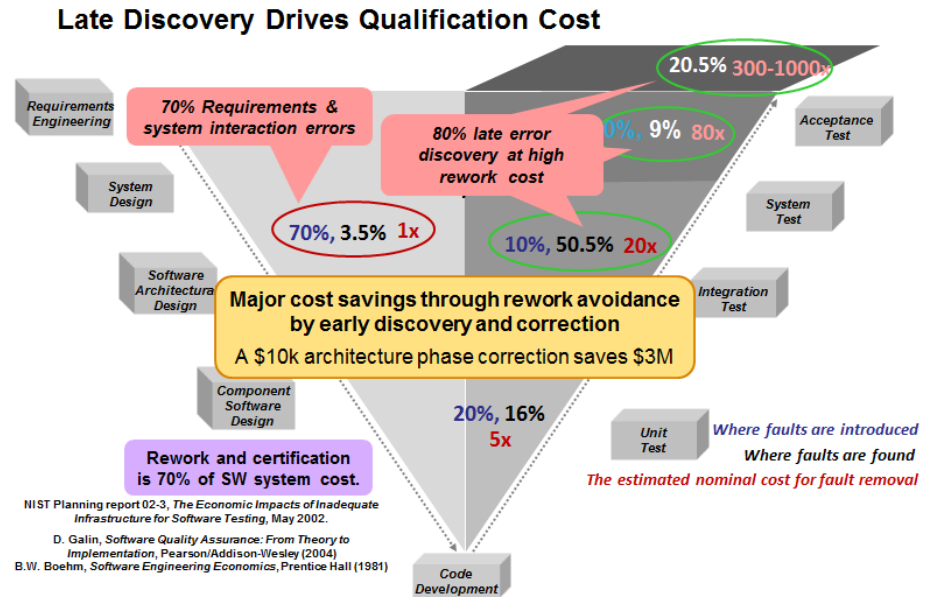 Late Discovery Drives Qualification Cost
Requirements
Engineering
70% Requirements &
system interaction errors
20.5% 300-1000x
80% late error
discovery at high
rework cost
0%, 9% 80x
Acceptance
Test
System
Design
System
Test
70%, 3.5% 1x
10%, 50.5% 20x
Software
Architectural
Design
Major cost savings through rework avoidance
by early discovery and correction
A $10k architecture phase correction saves $3M
Integration
Test
Component
Software
Design
20%, 16%
5x
Unit
Test
Where faults are introduced
Where faults are found
The estimated nominal cost for fault removal
Rework and certification
is 70% of SW system cost.
NIST Planning report 02-3, The Economic Impacts of Inadequate
Infrastructure for Software Testing, May 2002.
D. Galin, Software Quality Assurance: From Theory to
Implementation, Pearson/Addison-Wesley (2004)
B.W. Boehm, Software Engineering Economics, Prentice Hall (1981)
Code
Development